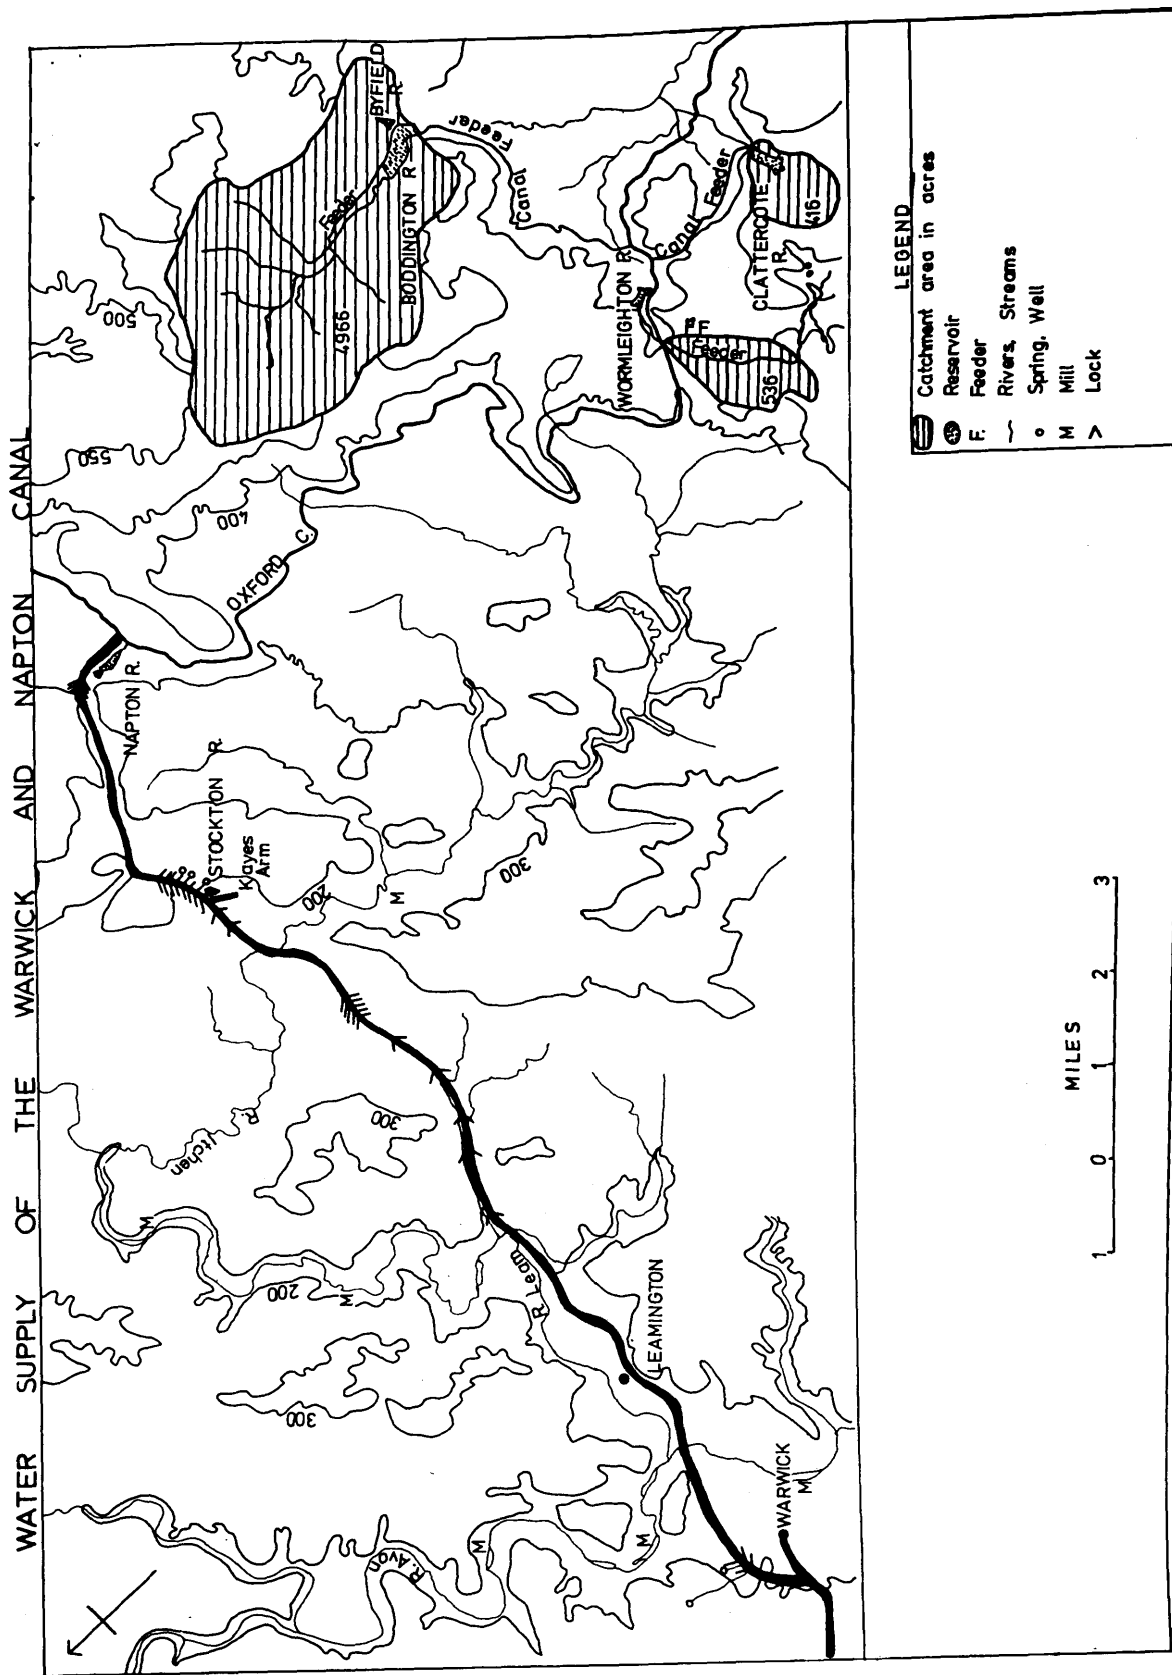 WATER SUPPLY OF THE WARWICK AND NAPTON CANAL
500
550
400
BYFIELD
R.
Feeder
BODDINGTON R
4966
Feeder
Canal
OXFORD C.
NAPTON R.
STOCKTON R.
Kayes
Arm
WORMLEIGHTON R.
Canal Feeder
CLATTERCOTE
R.
416
F
Feeder
536
200
M
300
R. Itchen
300
M
200
M
R Leam
300
LEAMINGTON
R. Avon
M
M
WARWICK
M
LEGEND
Catchment area in acres
Reservoir
F. Feeder
Rivers, Streams
Spring, Well
M Mill
Lock
MILES
1 0 1 2 3